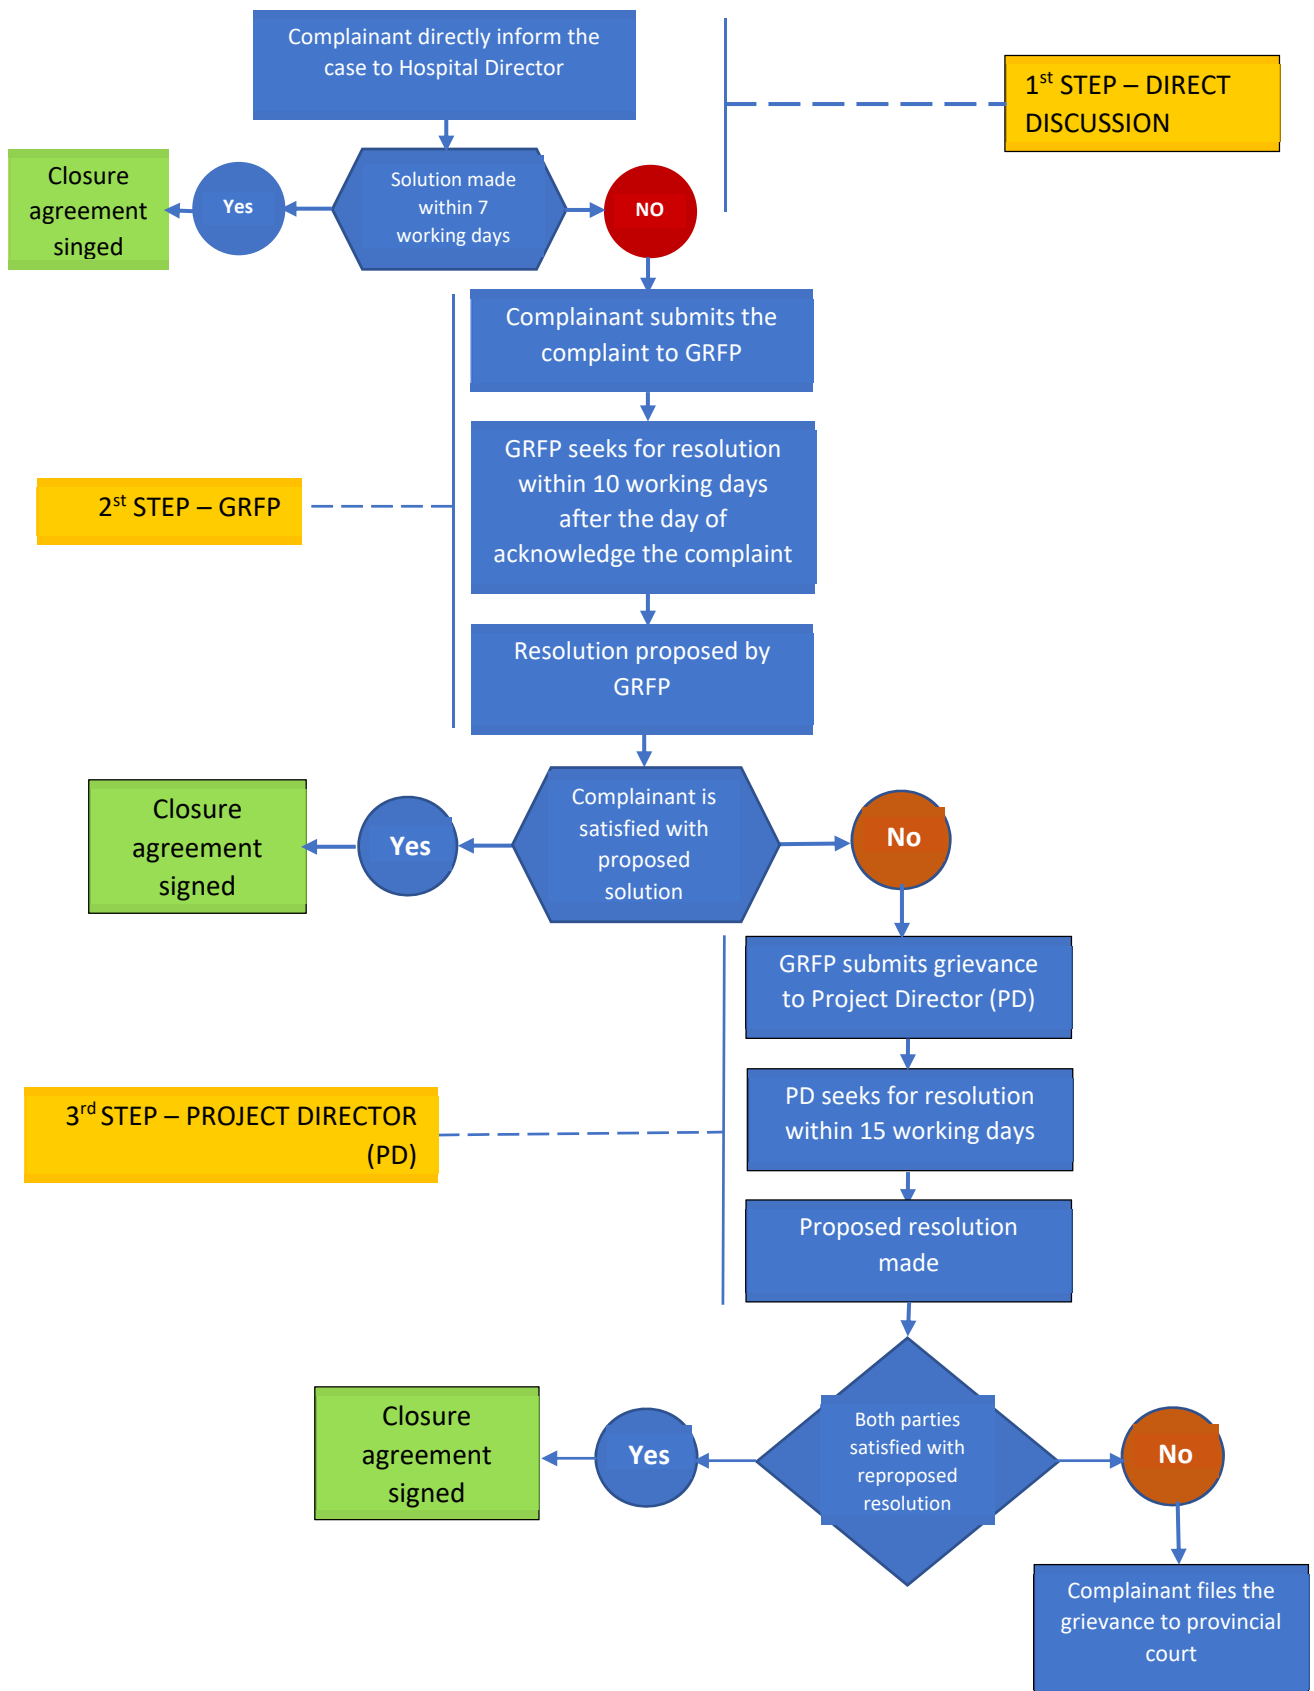 Complainant directly inform the
case to Hospital Director
1st STEP – DIRECT
DISCUSSION
Closure
agreement
singed
Yes
Solution made
within 7
working days
NO
Complainant submits the
complaint to GRFP
GRFP seeks for resolution
within 10 working days
after the day of
acknowledge the complaint
2st STEP – GRFP
Resolution proposed by
GRFP
Closure
agreement
signed
Yes
Complainant is
satisfied with
proposed
solution
No
GRFP submits grievance
to Project Director (PD)
3rd STEP – PROJECT DIRECTOR
(PD)
PD seeks for resolution
within 15 working days
Proposed resolution
made
Closure
agreement
signed
Yes
Both parties
satisfied with
reproposed
resolution
No
Complainant files the
grievance to provincial
court